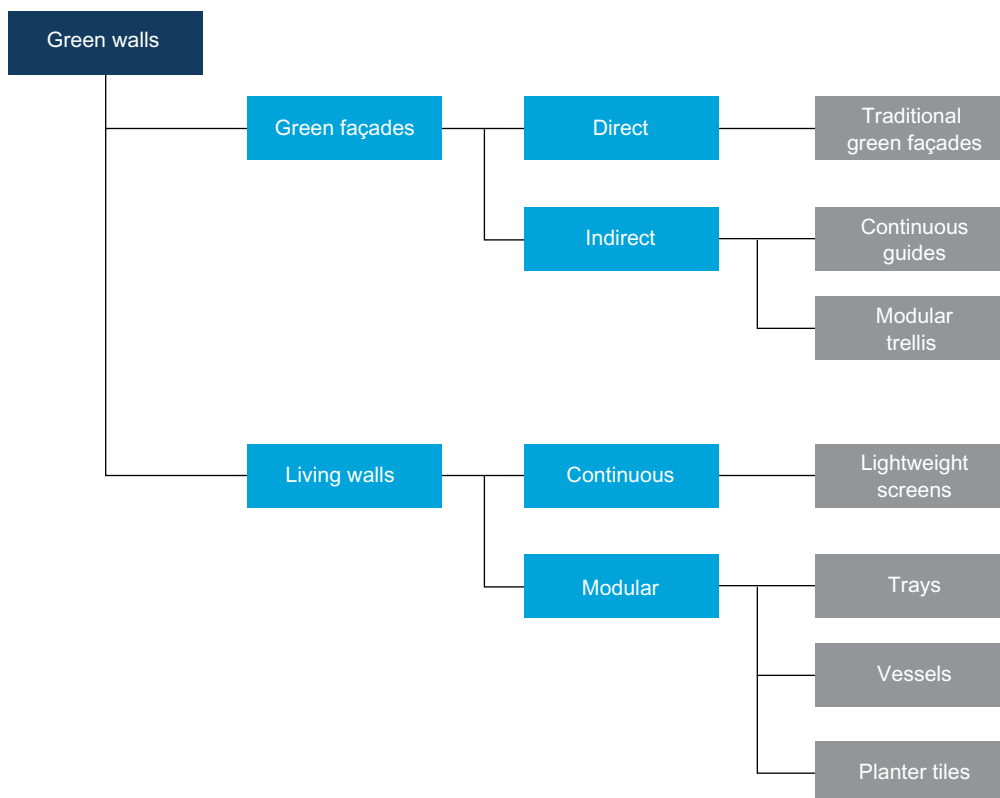 Green walls
Green façades
Direct
Traditional
green façades
Indirect
Continuous
guides
Modular
trellis
Living walls
Continuous
Lightweight
screens
Modular
Trays
Vessels
Planter tiles